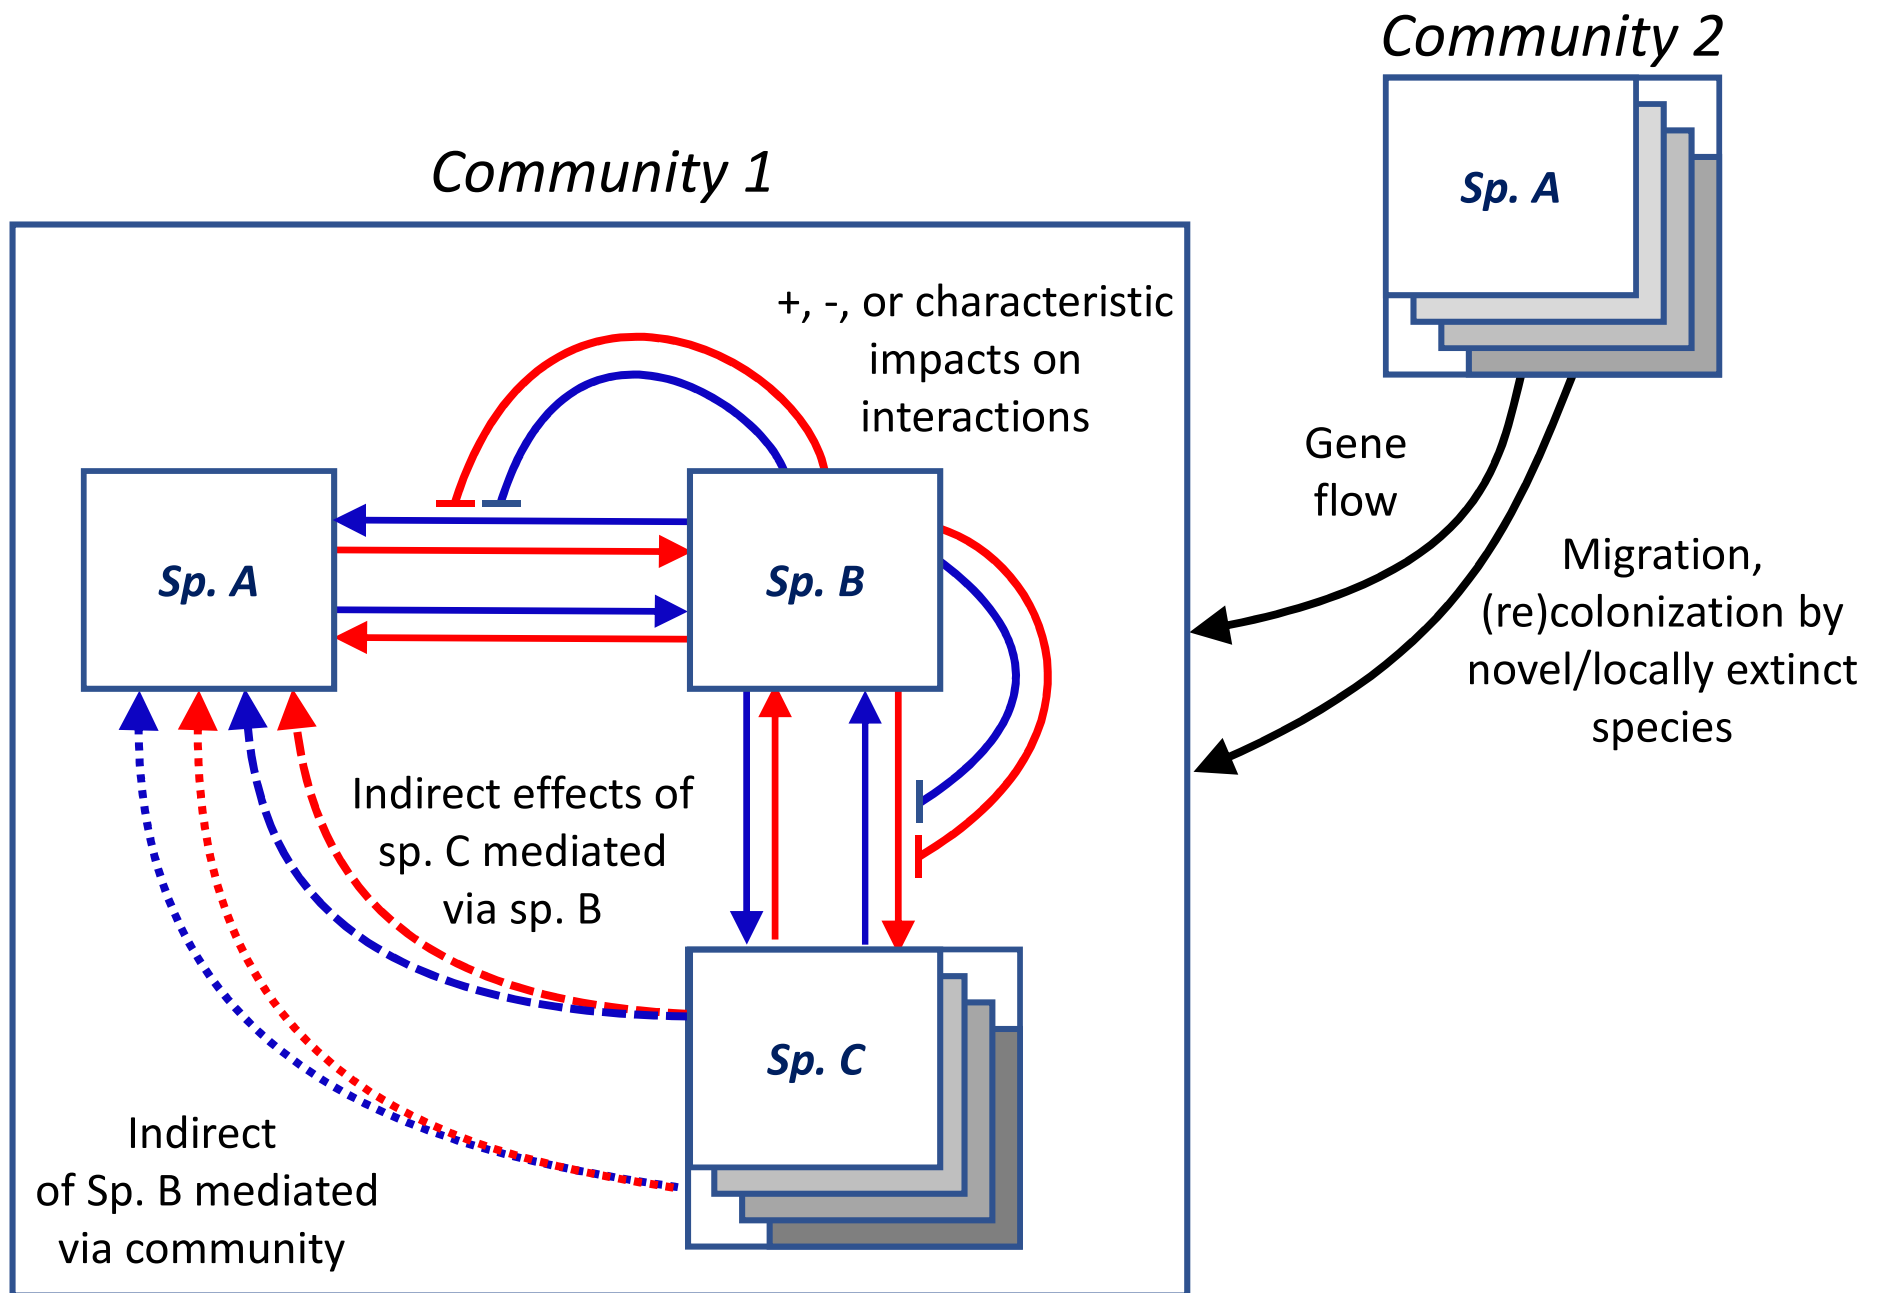 Community 2
Sp. A
Community 1
+, -, or characteristic
impacts on
interactions
Gene
flow
Migration,
(re)colonization by
novel/locally extinct
species
Sp. A
Sp. B
Indirect effects of
sp. C mediated
via sp. B
Sp. C
Indirect
of Sp. B mediated
via community